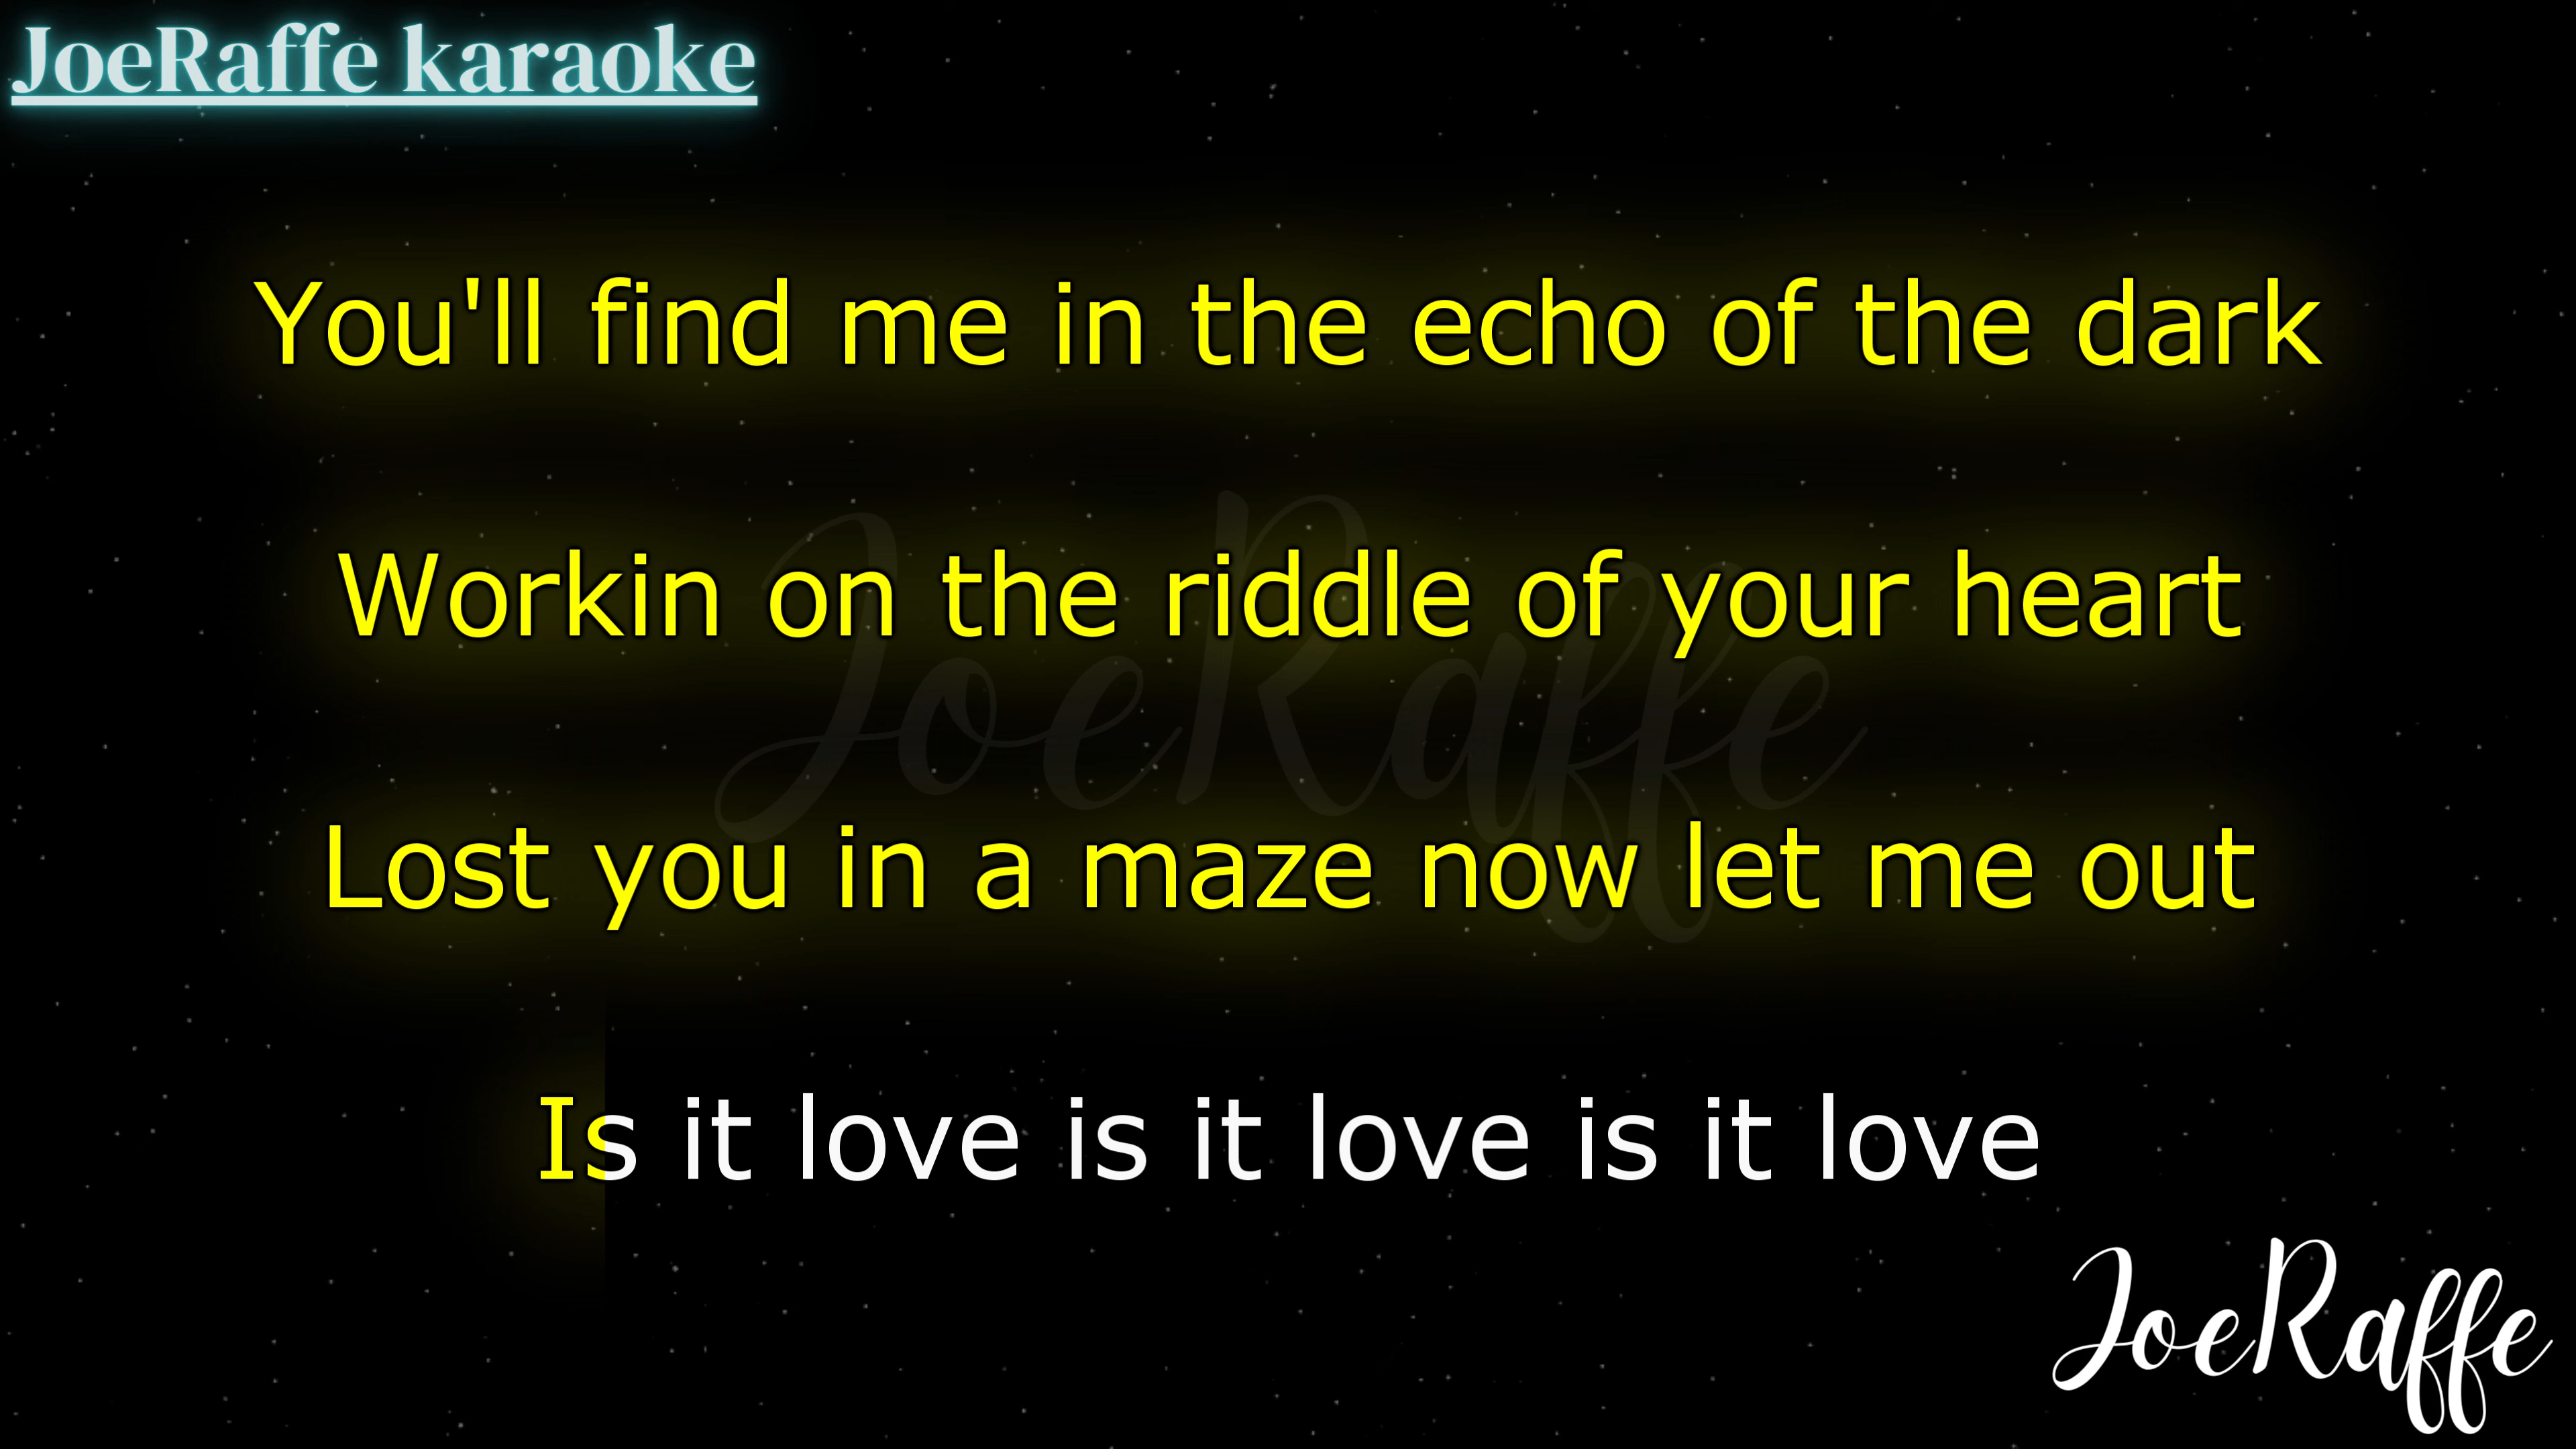 JoeRaffe karaoke
You'll find me in the echo of the dark
Workin on the riddle of your heart
JoeRaffe
Lost you in a maze now let me out
Is it love is it love is it love
JoeRaffe